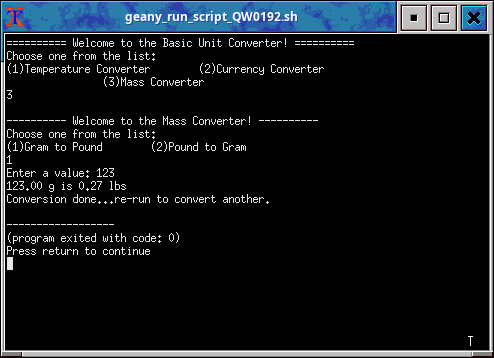 geany_run_script_QW0192.sh
========== Welcome to the Basic Unit Converter! ==========
Choose one from the list:
(1)Temperature Converter        (2)Currency Converter
                (3)Mass Converter
3
---------- Welcome to the Mass Converter! ----------
Choose one from the list:
(1)Gram to Pound        (2)Pound to Gram
1
Enter a value: 123
123.00 g is 0.27 lbs
Conversion done...re-run to convert another.
------------------
(program exited with code: 0)
Press return to continue